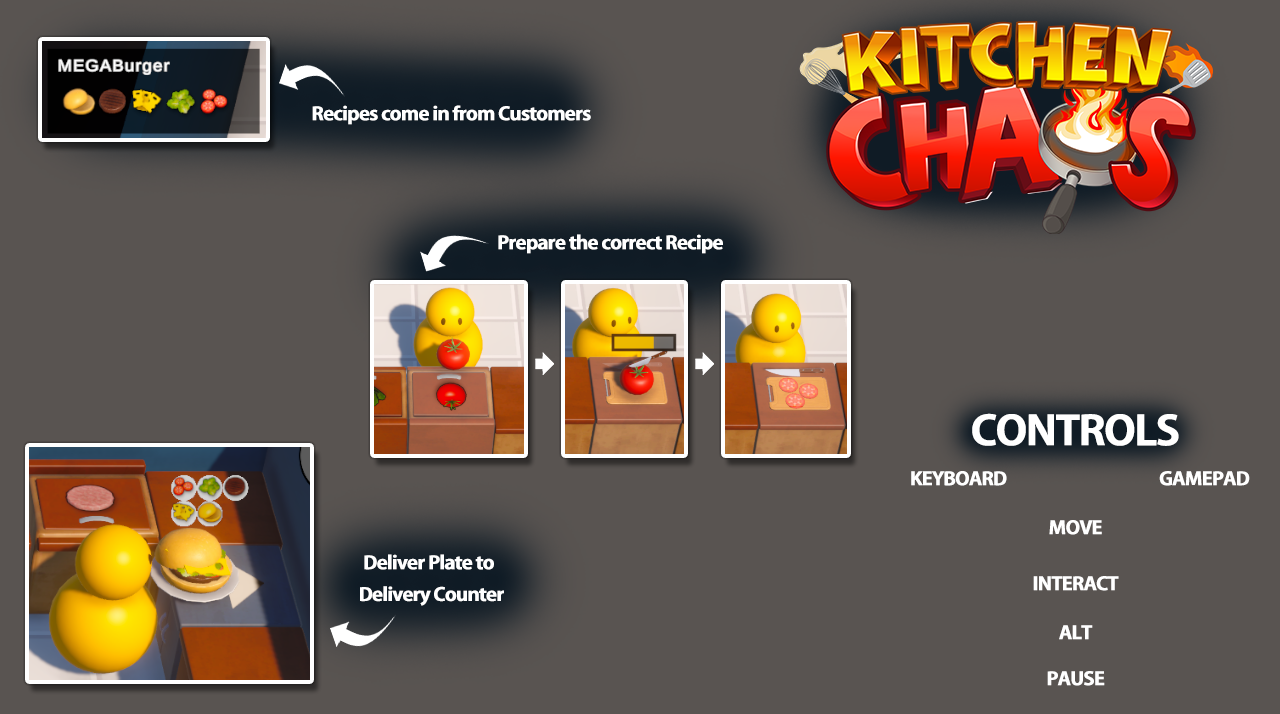 MEGABurger
Recipes come in from Customers
KITCHEN
CHAOS
Prepare the correct Recipe
Deliver Plate to
Delivery Counter
CONTROLS
KEYBOARD
GAMEPAD
MOVE
INTERACT
ALT
PAUSE